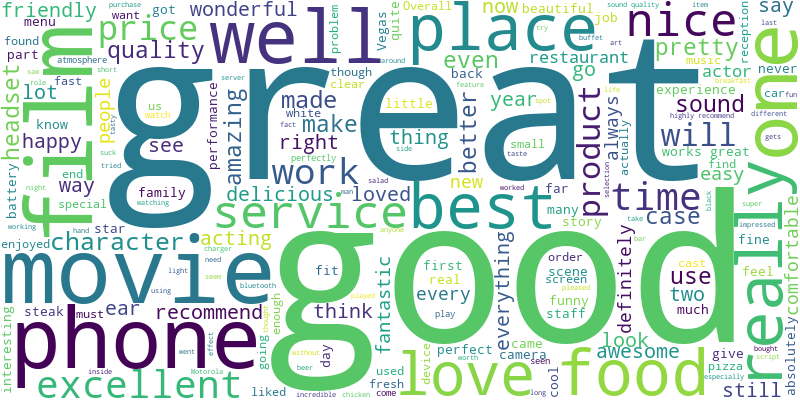 great
good
movie
phone
film
well
place
nice
one
really
food
love
best
service
excellent
time
work
product
friendly
wonderful
price
quality
amazing
happy
headset
lot
people
menu
got
found
part
atmosphere
fast
know
see
way
end
special
family
star
character
acting
enjoyed
battery
night
tried
suck
saw
role
tasty
watch
us
short
performance
purchase
server
made
make
right
white
clear
though
problem
Vegas
quite
Overall
now
beautiful
even
back
go
restaurant
job
say
reception
want
better
year
thing
always
actually
small
little
fact
perfectly
side
taste
spot
feature
around
buffet
try
art
sound quality
item
last
music
actor
never
car
fun
experience
sound
highly recommend
different
breakfast
life
will
works great
find
easy
gets
delicious
loved
new
far
many
story
salad
man
worked
selection
case
take
black
super
impressed
fine
feel
comfortable
bar
anyone
watching
hand
working
light
using
need
seem
charger
bluetooth
fit
think
first
real
every
play
everything
order
scene
screen
funny
staff
definitely
pleased
cast
use
two
much
look
awesome
came
camera
perfect
worth
device
fantastic
played
enough
going
thought
day
without
beer
incredible
chicken
come
used
fresh
liked
recommend
ear
must
steak
interesting
went
effect
inside
Motorola
seen
cool
long
give
pizza
especially
still
bought
script
absolutely